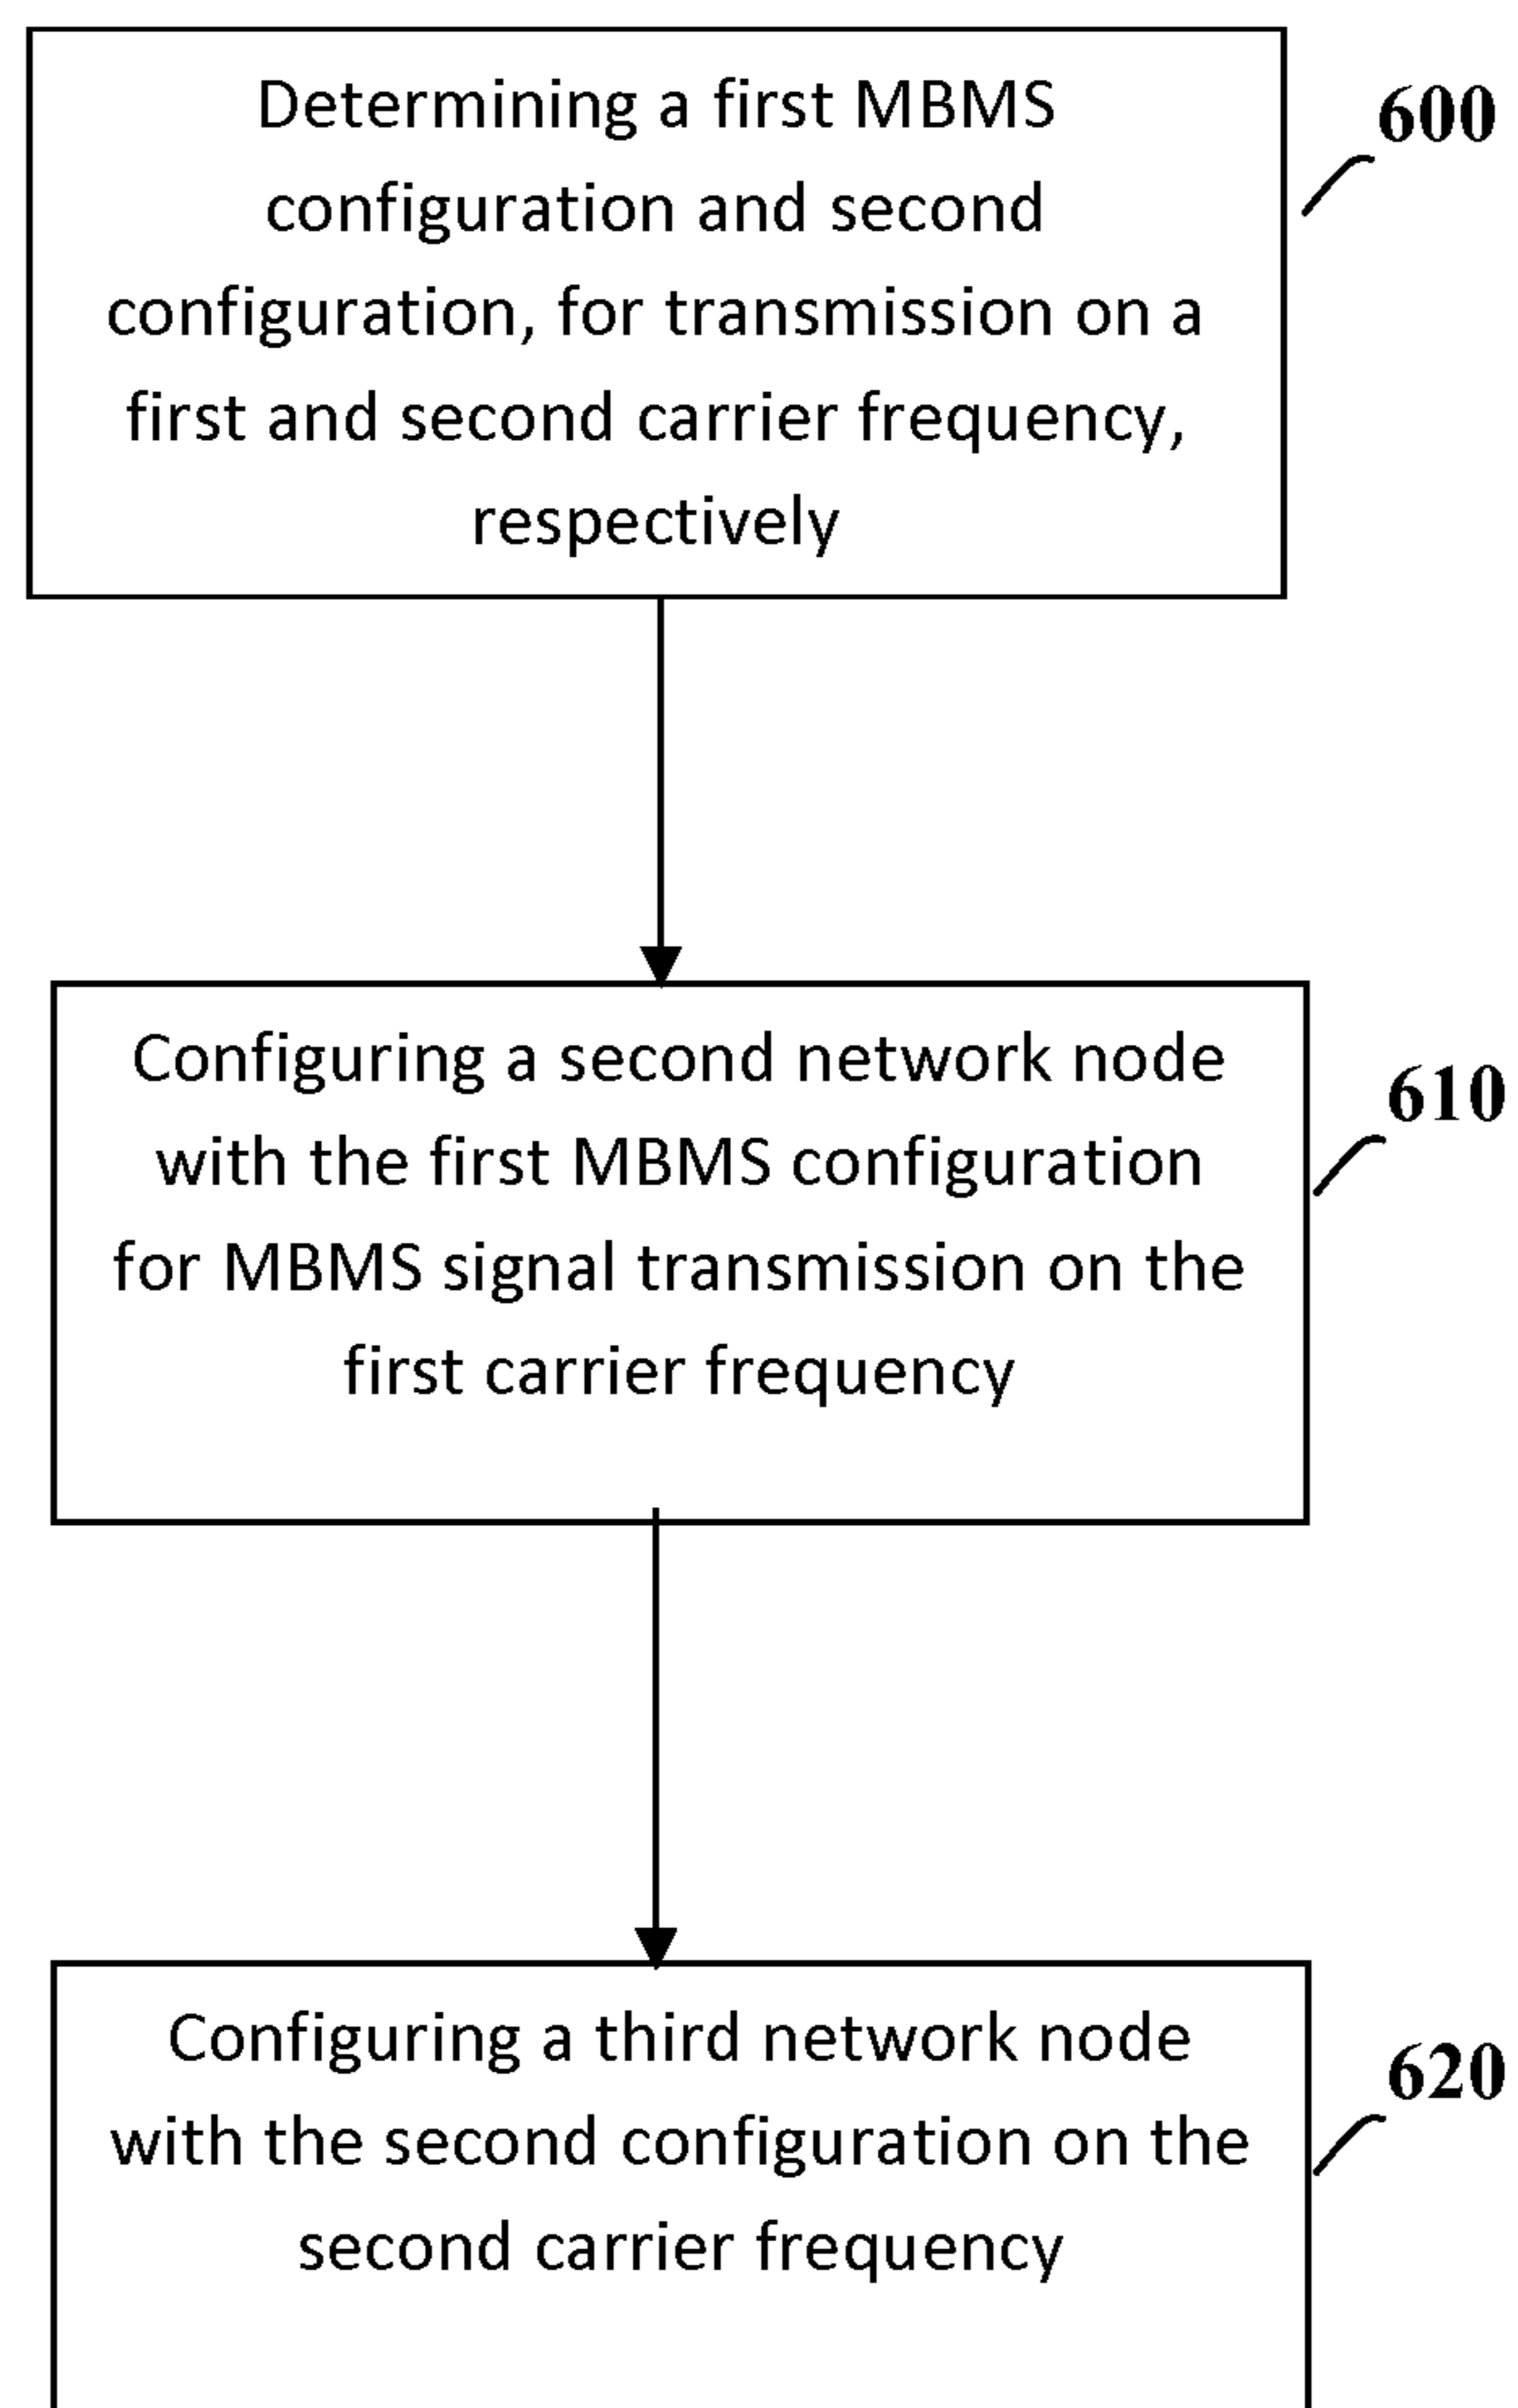 Determining a first MBMS
configuration and second
configuration, for transmission on a
first and second carrier frequency,
respectively
600
Configuring a second network node
with the first MBMS configuration
for MBMS signal transmission on the
first carrier frequency
610
Configuring a third network node
with the second configuration on the
second carrier frequency
620